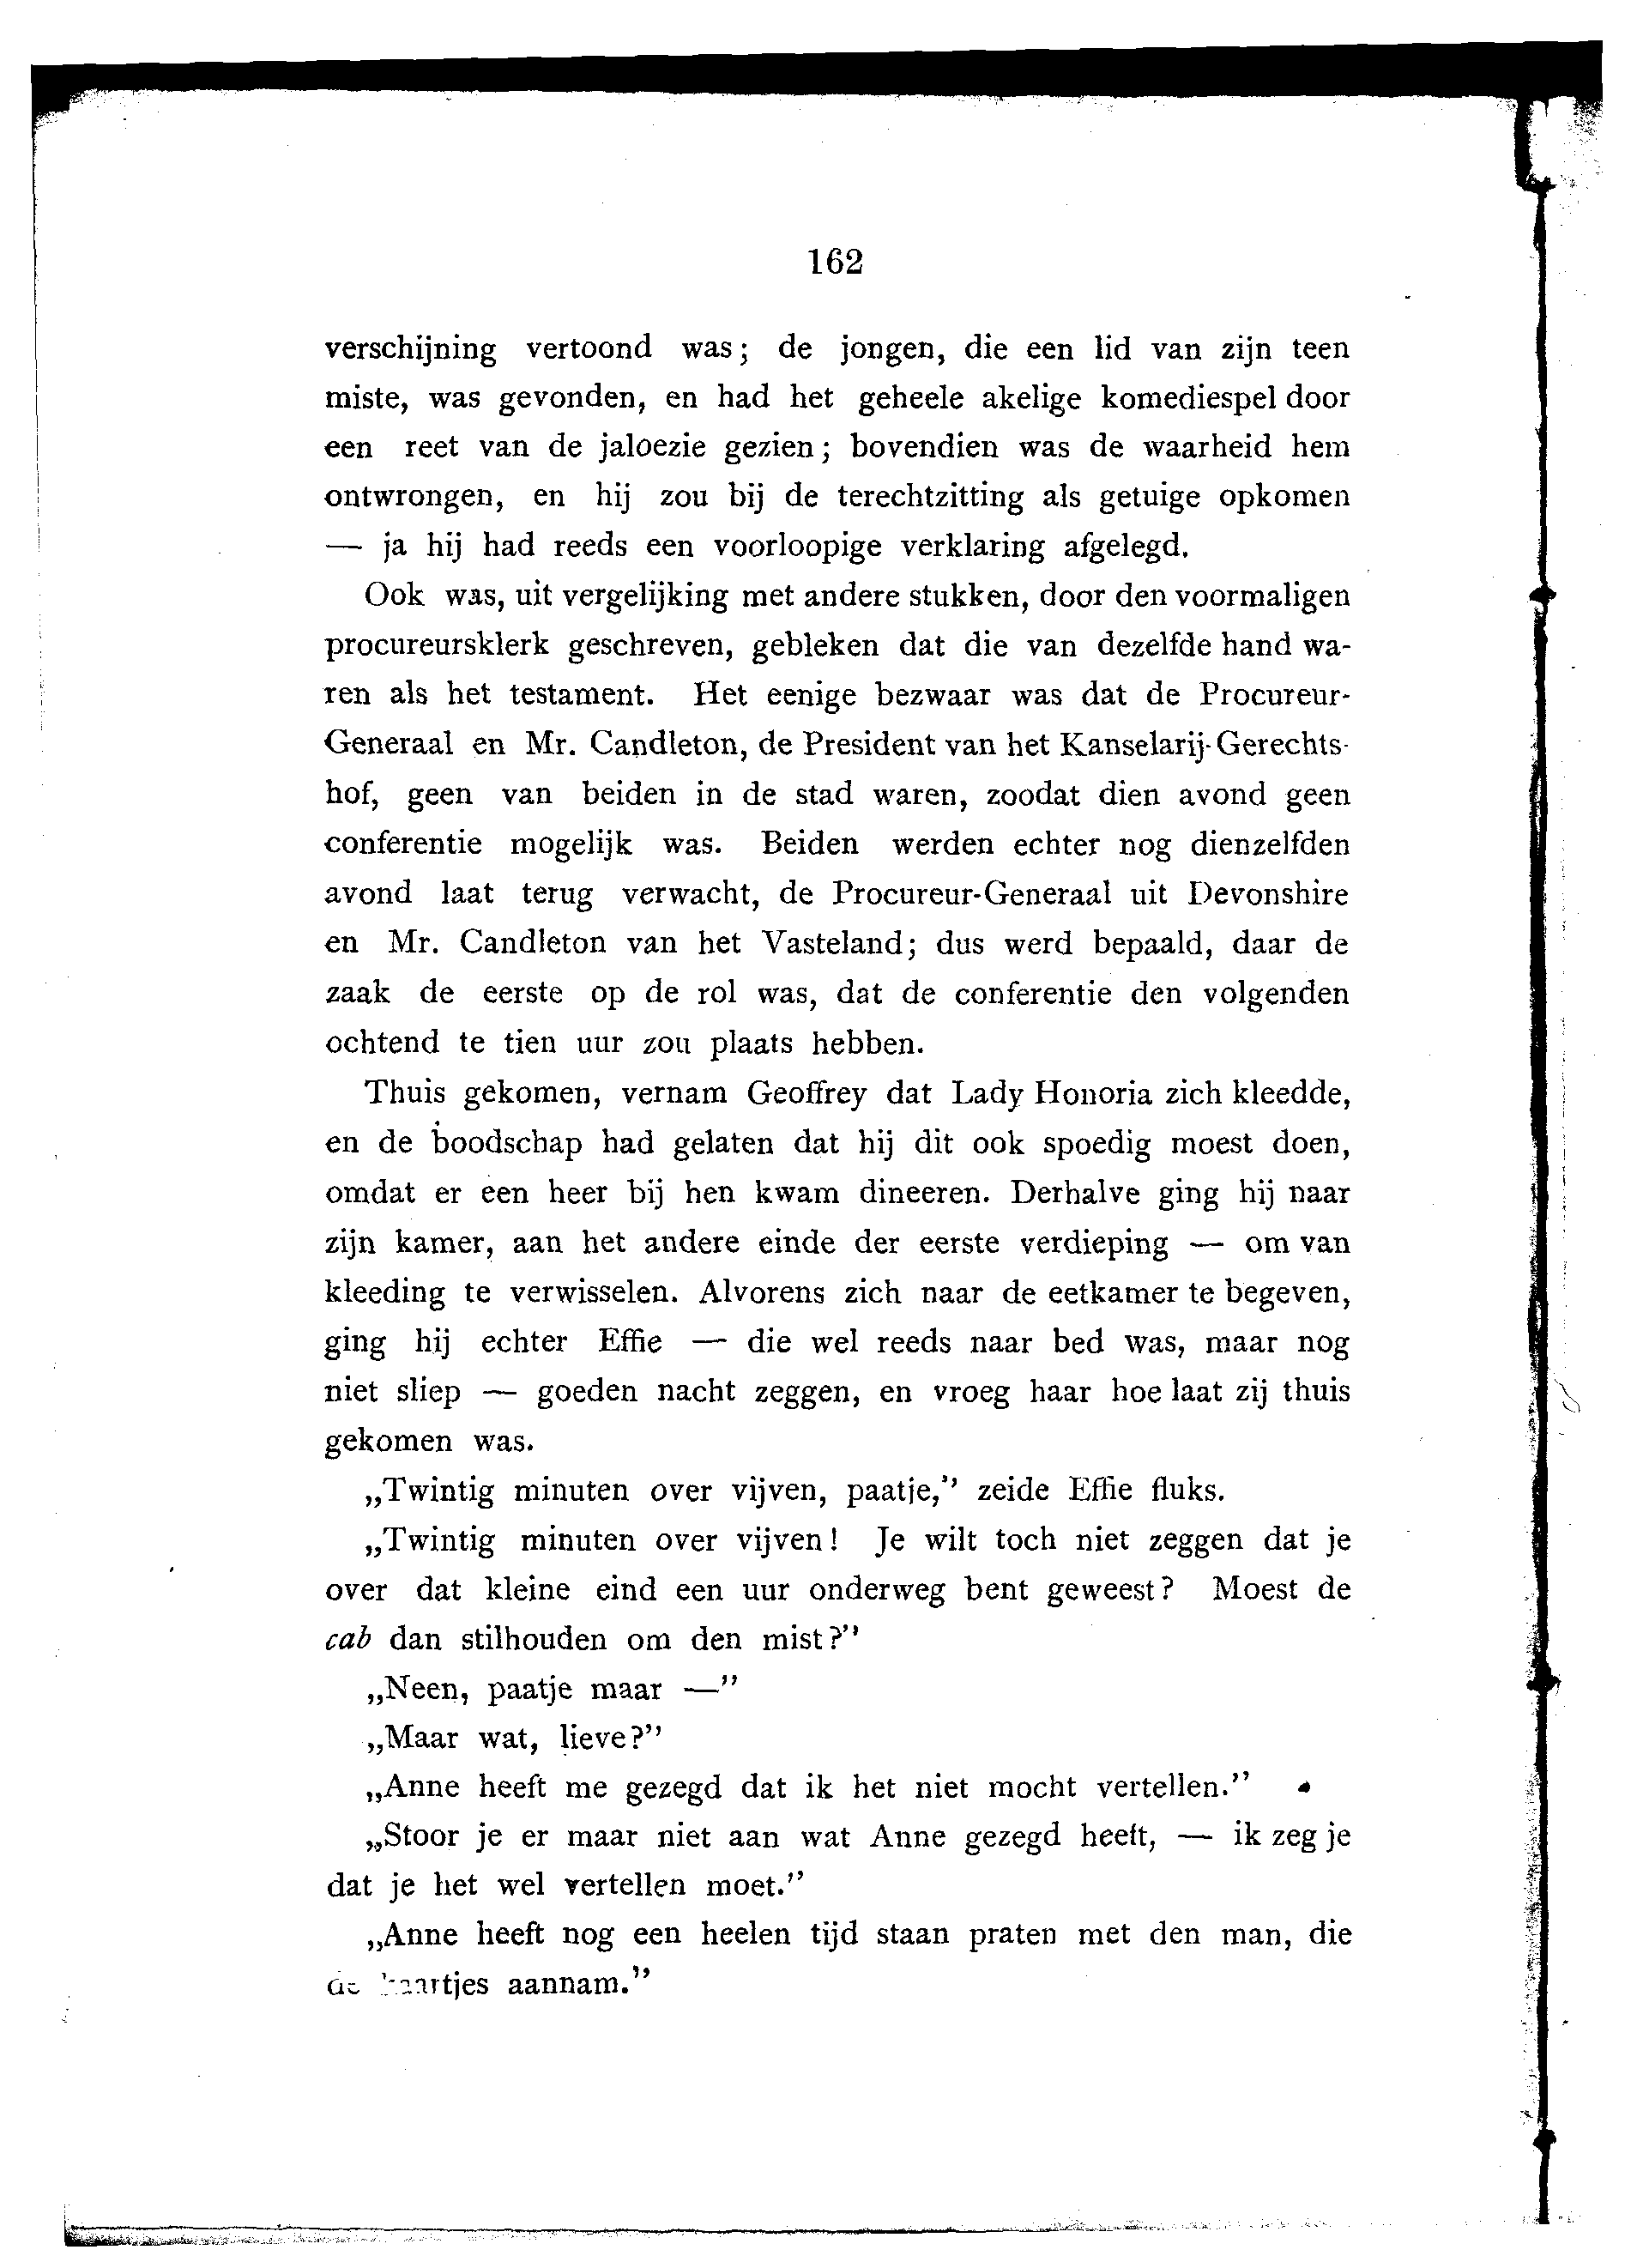 162
verschijning vertoond was; de jongen, die een lid van zijn teen
miste, was gevonden, en had het geheele akelige komediespel door
een reet van de jaloezie gezien; bovendien was de waarheid hem
ontwrongen, en hij zou bij de terechtzitting als getuige opkomen
— ja hij had reeds een voorloopige verklaring afgelegd.
Ook was, uit vergelijking met andere stukken, door den voormaligen
procureursklerk geschreven, gebleken dat die van dezelfde hand wa-
ren als het testament. Het eenige bezwaar was dat de Procureur-
Generaal en Mr. Candleton, de President van het Kanselarij-Gerechts-
hof, geen van beiden in de stad waren, zoodat dien avond geen
conferentie mogelijk was. Beiden werden echter nog dienzelfden
avond laat terug verwacht, de Procureur-Generaal uit Devonshire
en Mr. Candleton van het Vasteland; dus werd bepaald, daar de
zaak de eerste op de rol was, dat de conferentie den volgenden
ochtend te tien uur zou plaats hebben.
Thuis gekomen, vernam Geoffrey dat Lady Honoria zich kleedde,
en de boodschap had gelaten dat hij dit ook spoedig moest doen,
omdat er een heer bij hen kwam dineeren. Derhalve ging hij naar
zijn kamer, aan het andere einde der eerste verdieping — om van
kleeding te verwisselen. Alvorens zich naar de eetkamer te begeven,
ging hij echter Effie — die wel reeds naar bed was, maar nog
niet sliep — goeden nacht zeggen, en vroeg haar hoe laat zij thuis
gekomen was.
„Twintig minuten over vijven, paatje,” zeide Effie fluks.
„Twintig minuten over vijven! Je wilt toch niet zeggen dat je
over dat kleine eind een uur onderweg bent geweest? Moest de
cab dan stilhouden om den mist?”
„Neen, paatje maar —”
„Maar wat, lieve?”
„Anne heeft me gezegd dat ik het niet mocht vertellen.”
„Stoor je er maar niet aan wat Anne gezegd heeft, — ik zeg je
dat je het wel vertellen moet.”
„Anne heeft nog een heelen tijd staan praten met den man, die
de kaartjes aannam.”